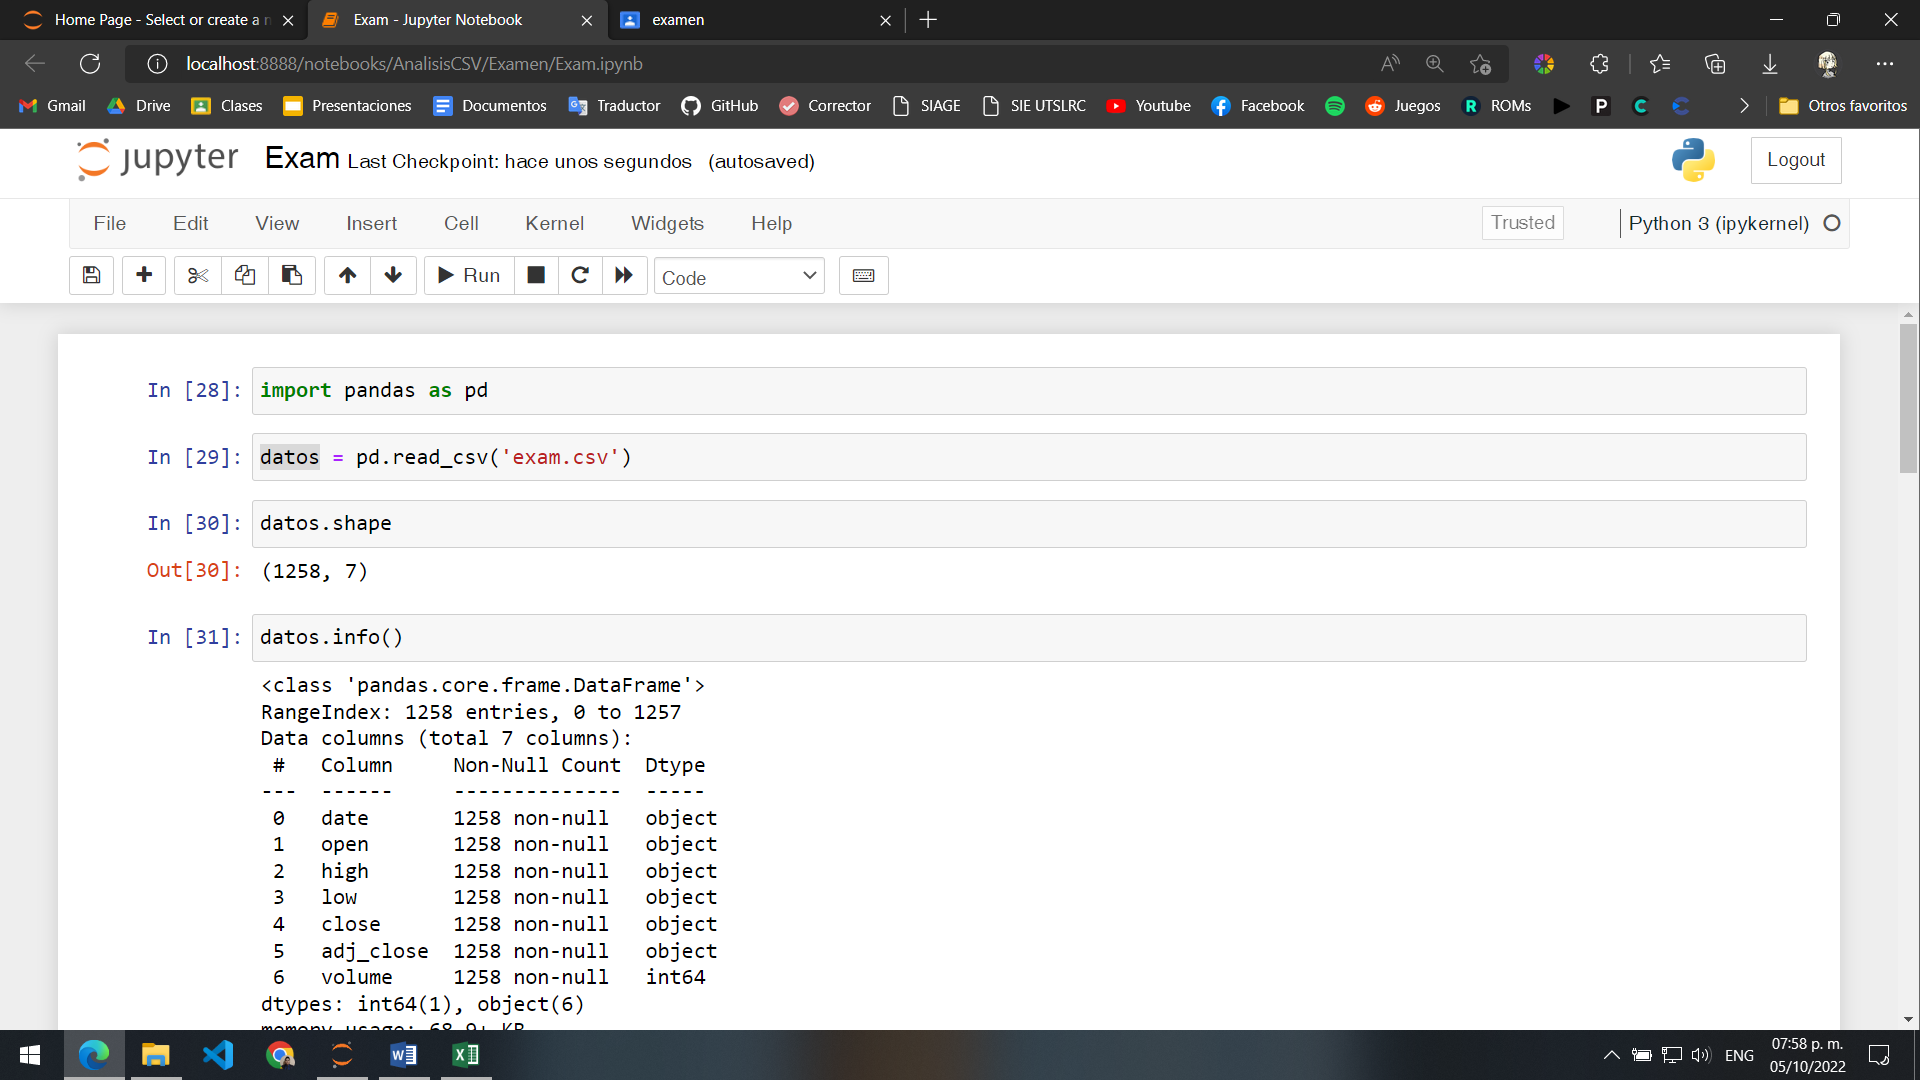 Home Page - Select or create a n
Exam - Jupyter Notebook
examen
localhost:8888/notebooks/AnalisisCSV/Examen/Exam.ipynb
Gmail
Drive
Clases
Presentaciones
Documentos
Traductor
GitHub
Corrector
SIAGE
SIE UTSLRC
Youtube
Facebook
Juegos
ROMs
Otros favoritos
jupyter Exam Last Checkpoint: hace unos segundos (autosaved)
Logout
File Edit View Insert Cell Kernel Widgets Help
Trusted
Python 3 (ipykernel)
Run
Code
In [28]: import pandas as pd
In [29]: datos = pd.read_csv('exam.csv')
In [30]: datos.shape
Out[30]: (1258, 7)
In [31]: datos.info()
<class 'pandas.core.frame.DataFrame'>
RangeIndex: 1258 entries, 0 to 1257
Data columns (total 7 columns):
 #   Column     Non-Null Count  Dtype
---  ------     --------------  -----
 0   date       1258 non-null   object
 1   open       1258 non-null   object
 2   high       1258 non-null   object
 3   low        1258 non-null   object
 4   close      1258 non-null   object
 5   adj_close  1258 non-null   object
 6   volume     1258 non-null   int64
dtypes: int64(1), object(6)
memory usage: 68.9+ KB
ENG
07:58 p. m.
05/10/2022